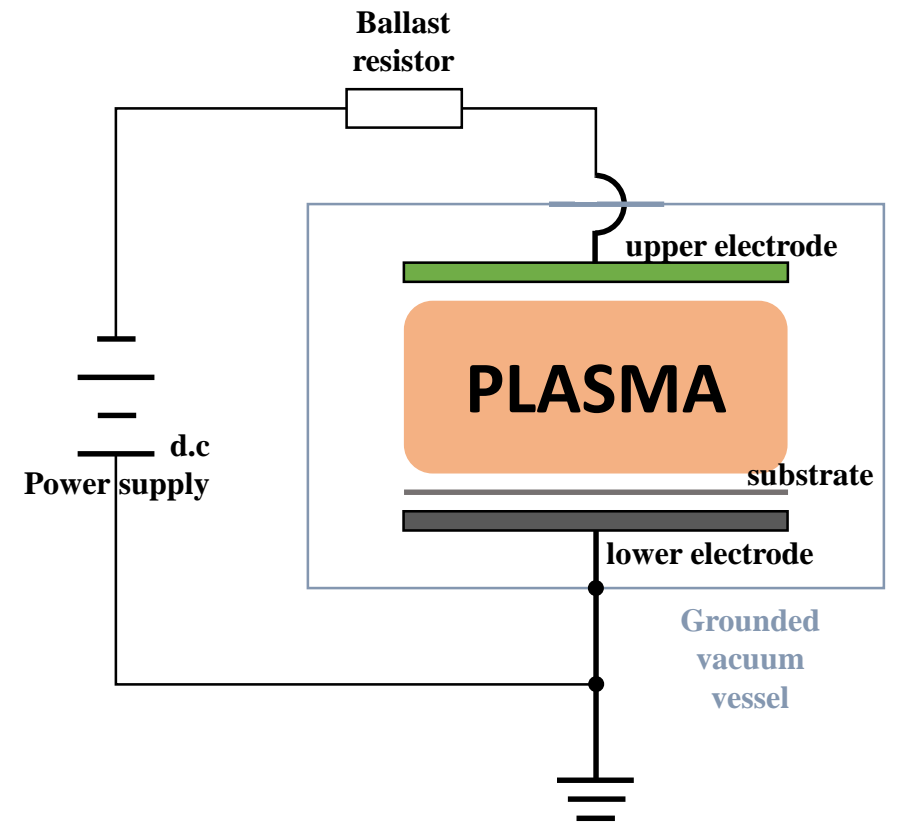 Ballast
resistor
upper electrode
PLASMA
d.c
Power supply
substrate
lower electrode
Grounded
vacuum
vessel